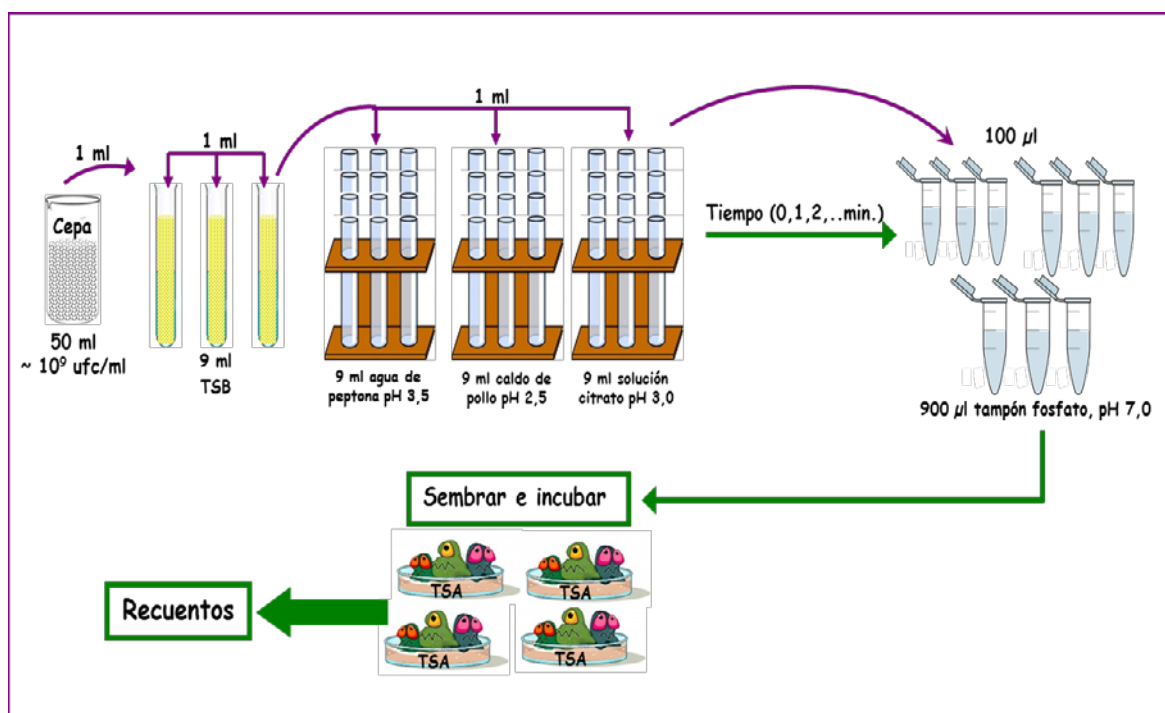 1 ml
1 ml
1 ml
Cepa
50 ml
~ 10⁹ ufc/ml
9 ml
TSB
9 ml agua de
peptona pH 3,5
9 ml caldo de
pollo pH 2,5
9 ml solución
citrato pH 3,0
Tiempo (0,1,2,..min.)
100 µl
900 µl tampón fosfato, pH 7,0
Sembrar e incubar
TSA
TSA
TSA
TSA
Recuentos